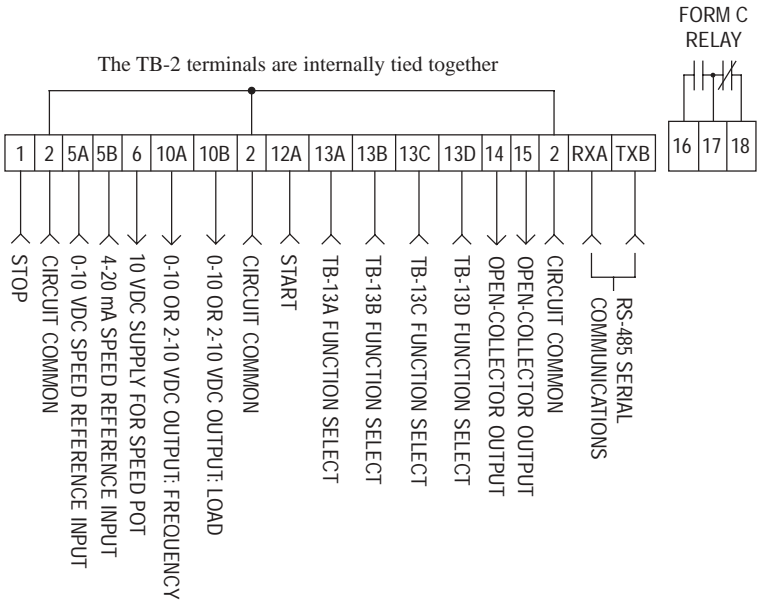 FORM C
RELAY
The TB-2 terminals are internally tied together
1 2 5A 5B 6 10A 10B 2 12A 13A 13B 13C 13D 14 15 2 RXA TXB
16 17 18
STOP
CIRCUIT COMMON
0-10 VDC SPEED REFERENCE INPUT
4-20 mA SPEED REFERENCE INPUT
10 VDC SUPPLY FOR SPEED POT
0-10 OR 2-10 VDC OUTPUT: FREQUENCY
0-10 OR 2-10 VDC OUTPUT: LOAD
CIRCUIT COMMON
START
TB-13A FUNCTION SELECT
TB-13B FUNCTION SELECT
TB-13C FUNCTION SELECT
TB-13D FUNCTION SELECT
OPEN-COLLECTOR OUTPUT
OPEN-COLLECTOR OUTPUT
CIRCUIT COMMON
RS-485 SERIAL
COMMUNICATIONS